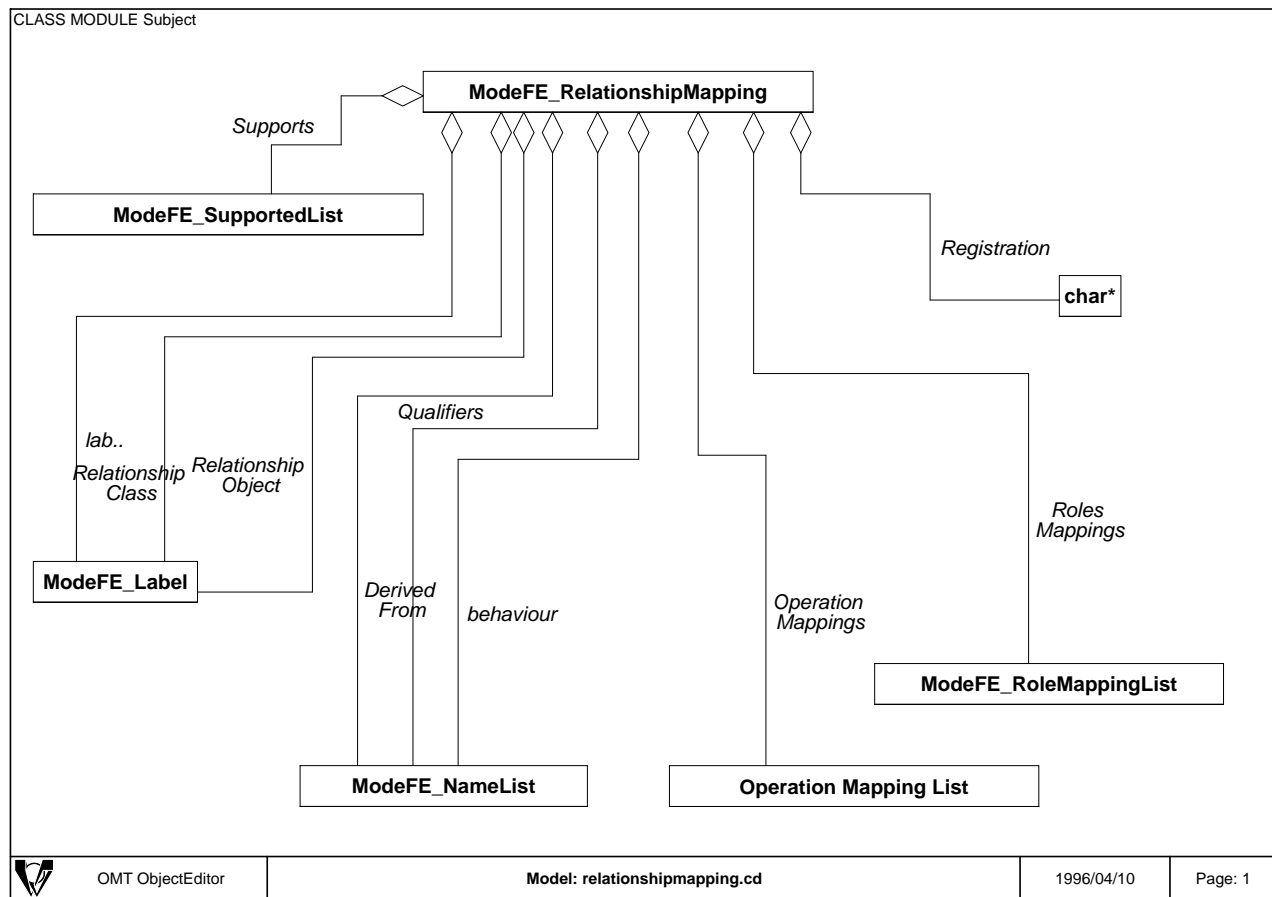 CLASS MODULE Subject
ModeFE_RelationshipMapping
Supports
ModeFE_SupportedList
Registration
char*
Qualifiers
lab..
Relationship
Class
Relationship
Object
Roles
Mappings
ModeFE_Label
Derived
From
behaviour
Operation
Mappings
ModeFE_RoleMappingList
ModeFE_NameList
Operation Mapping List
OMT ObjectEditor
Model: relationshipmapping.cd
1996/04/10
Page: 1